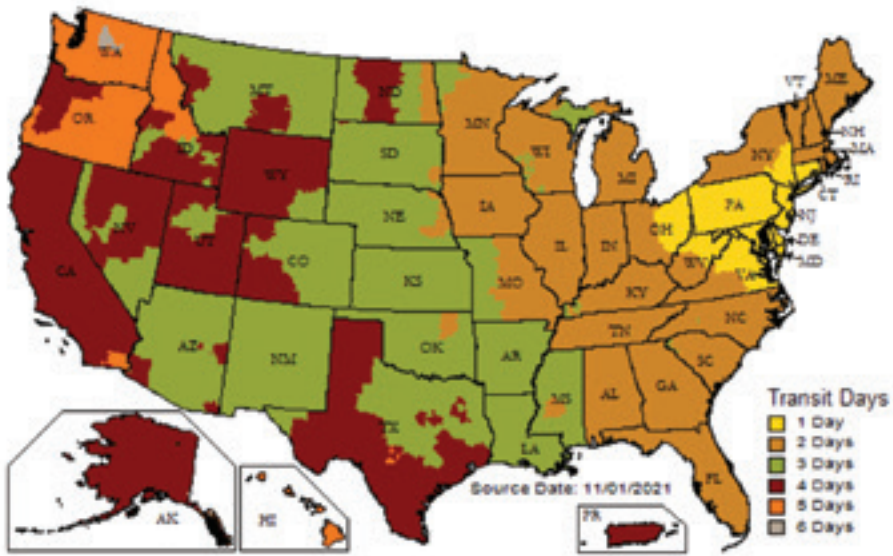 WA
MT
ND
MN
OR
ID
SD
WI
WY
MI
NY
VT
ME
NH
MA
RI
CT
NJ
DE
MD
PA
NE
IA
NV
UT
CO
IL
IN
OH
WV
VA
CA
KS
MO
KY
AZ
NM
OK
AR
TN
NC
SC
MS
AL
GA
TX
LA
FL
AK
HI
PR
Source Date: 11/01/2021
Transit Days
1 Day
2 Days
3 Days
4 Days
5 Days
6 Days